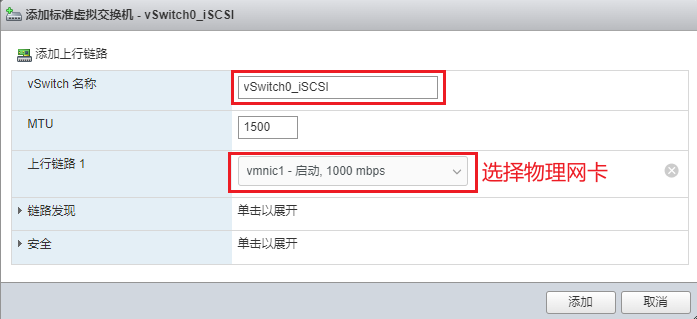 添加标准虚拟交换机 - vSwitch0_iSCSI
添加上行链路
vSwitch 名称
vSwitch0_iSCSI
MTU
1500
上行链路 1
vmnic1 - 启动, 1000 mbps
选择物理网卡
链路发现
单击以展开
安全
单击以展开
添加
取消